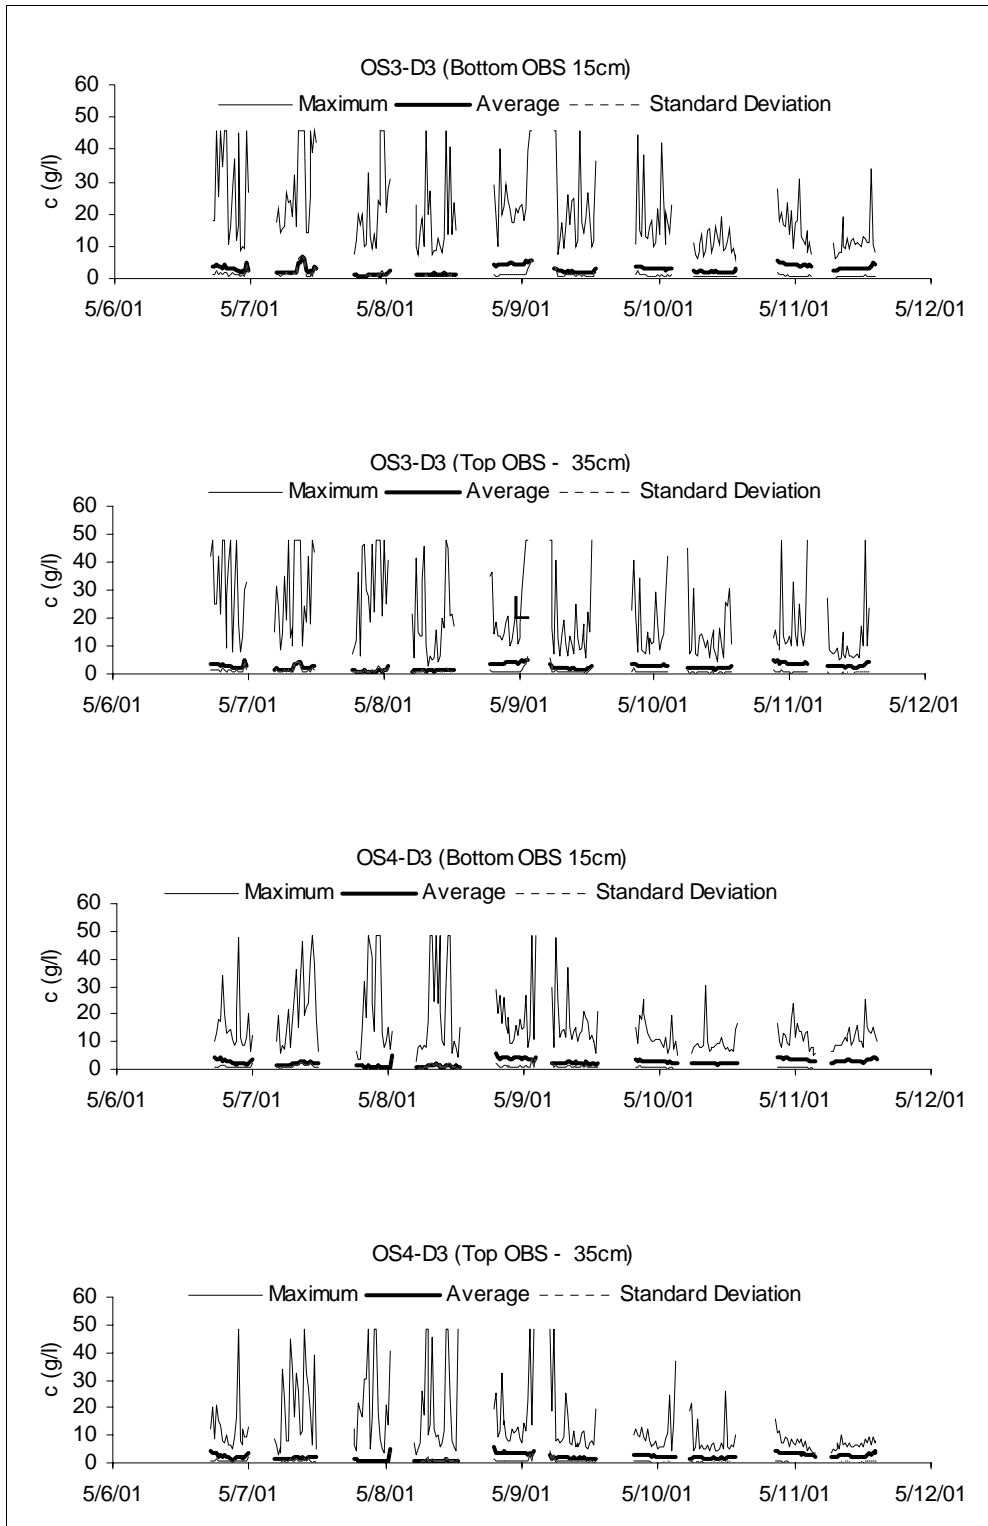 OS3-D3 (Bottom OBS 15cm)
Maximum Average Standard Deviation
c (g/l)
60
50
40
30
20
10
0
5/6/01 5/7/01 5/8/01 5/9/01 5/10/01 5/11/01 5/12/01
OS3-D3 (Top OBS - 35cm)
Maximum Average Standard Deviation
c (g/l)
60
50
40
30
20
10
0
5/6/01 5/7/01 5/8/01 5/9/01 5/10/01 5/11/01 5/12/01
OS4-D3 (Bottom OBS 15cm)
Maximum Average Standard Deviation
c (g/l)
60
50
40
30
20
10
0
5/6/01 5/7/01 5/8/01 5/9/01 5/10/01 5/11/01 5/12/01
OS4-D3 (Top OBS - 35cm)
Maximum Average Standard Deviation
c (g/l)
60
50
40
30
20
10
0
5/6/01 5/7/01 5/8/01 5/9/01 5/10/01 5/11/01 5/12/01